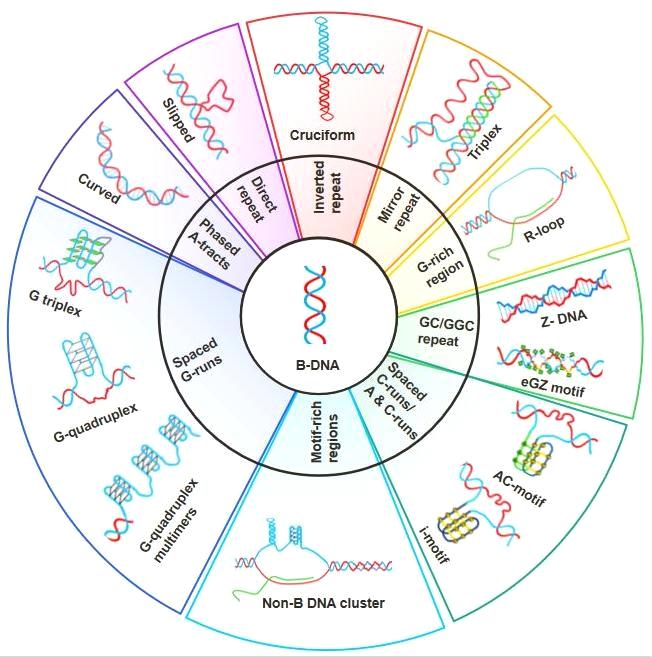 Cruciform
Inverted
repeat
Triplex
Mirror
repeat
R-loop
G-rich
region
Z- DNA
eGZ motif
GC/GGC
repeat
AC-motif
i-motif
Spaced
C-runs/
A & C-runs
Non-B DNA cluster
Motif-rich
regions
G-quadruplex
multimers
G-quadruplex
G triplex
Spaced
G-runs
Curved
Phased
A-tracts
Slipped
Direct
repeat
B-DNA